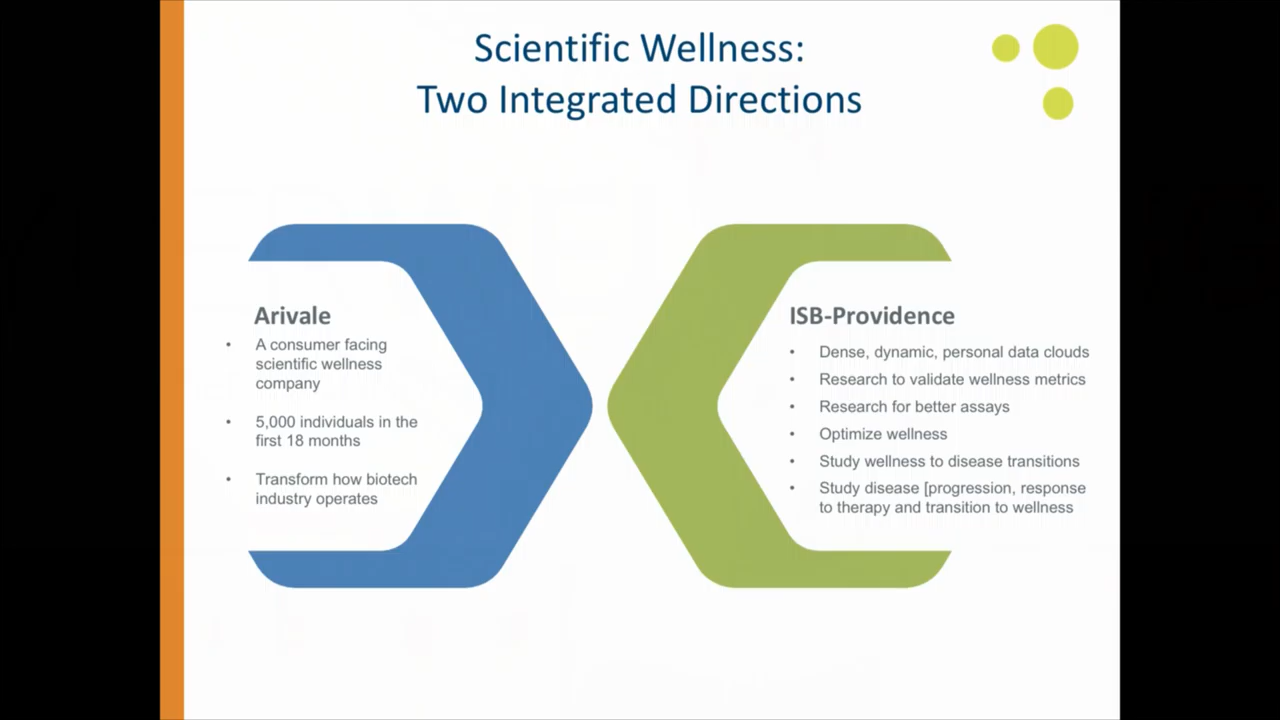 Scientific Wellness:
Two Integrated Directions
Arivale
• A consumer facing
scientific wellness
company
• 5,000 individuals in the
first 18 months
• Transform how biotech
industry operates
ISB-Providence
• Dense, dynamic, personal data clouds
• Research to validate wellness metrics
• Research for better assays
• Optimize wellness
• Study wellness to disease transitions
• Study disease [progression, response
to therapy and transition to wellness